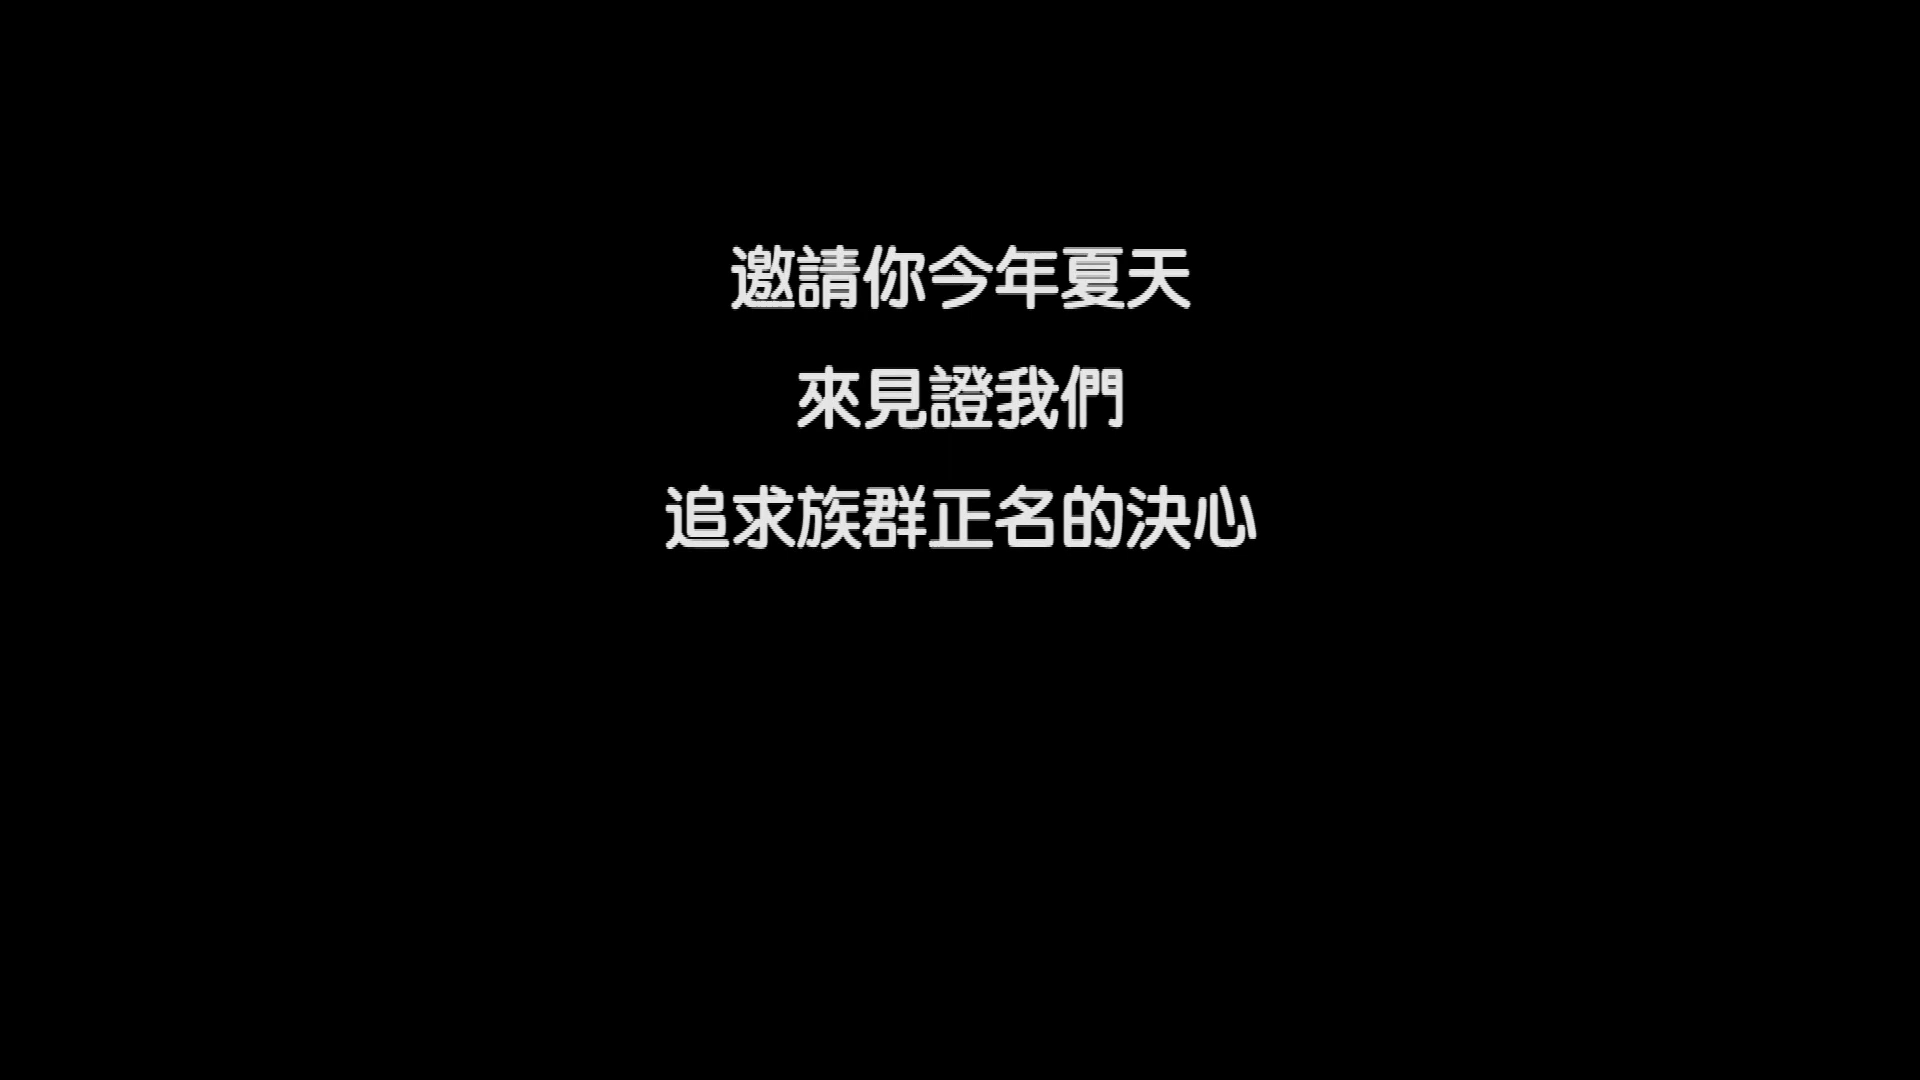 邀請你今年夏天
來見證我們
追求族群正名的決心